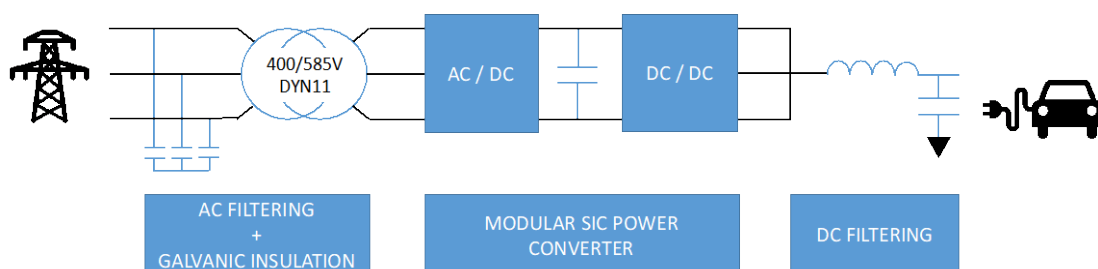 400/585V
DYN11
AC / DC
DC / DC
AC FILTERING
+
GALVANIC INSULATION
MODULAR SIC POWER
CONVERTER
DC FILTERING